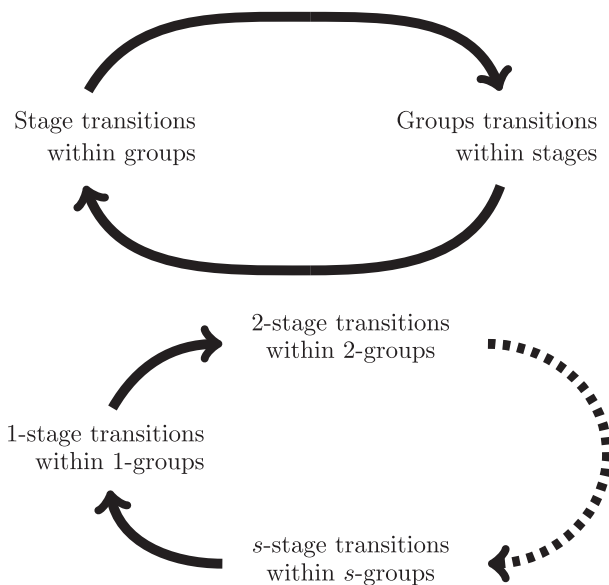 Stage transitions
within groups
Groups transitions
within stages
2-stage transitions
within 2-groups
1-stage transitions
within 1-groups
s-stage transitions
within s-groups